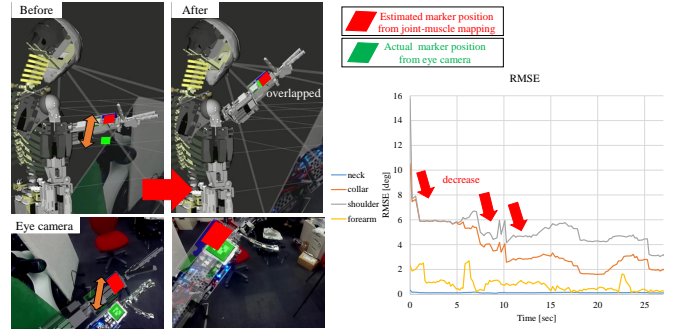 Before
After
overlapped
Eye camera
Estimated marker position
from joint-muscle mapping
Actual marker position
from eye camera
RMSE
neck
collar
shoulder
forearm
RMSE [deg]
16
14
12
10
8
6
4
2
0
decrease
0
5
10
15
20
25
Time [sec]